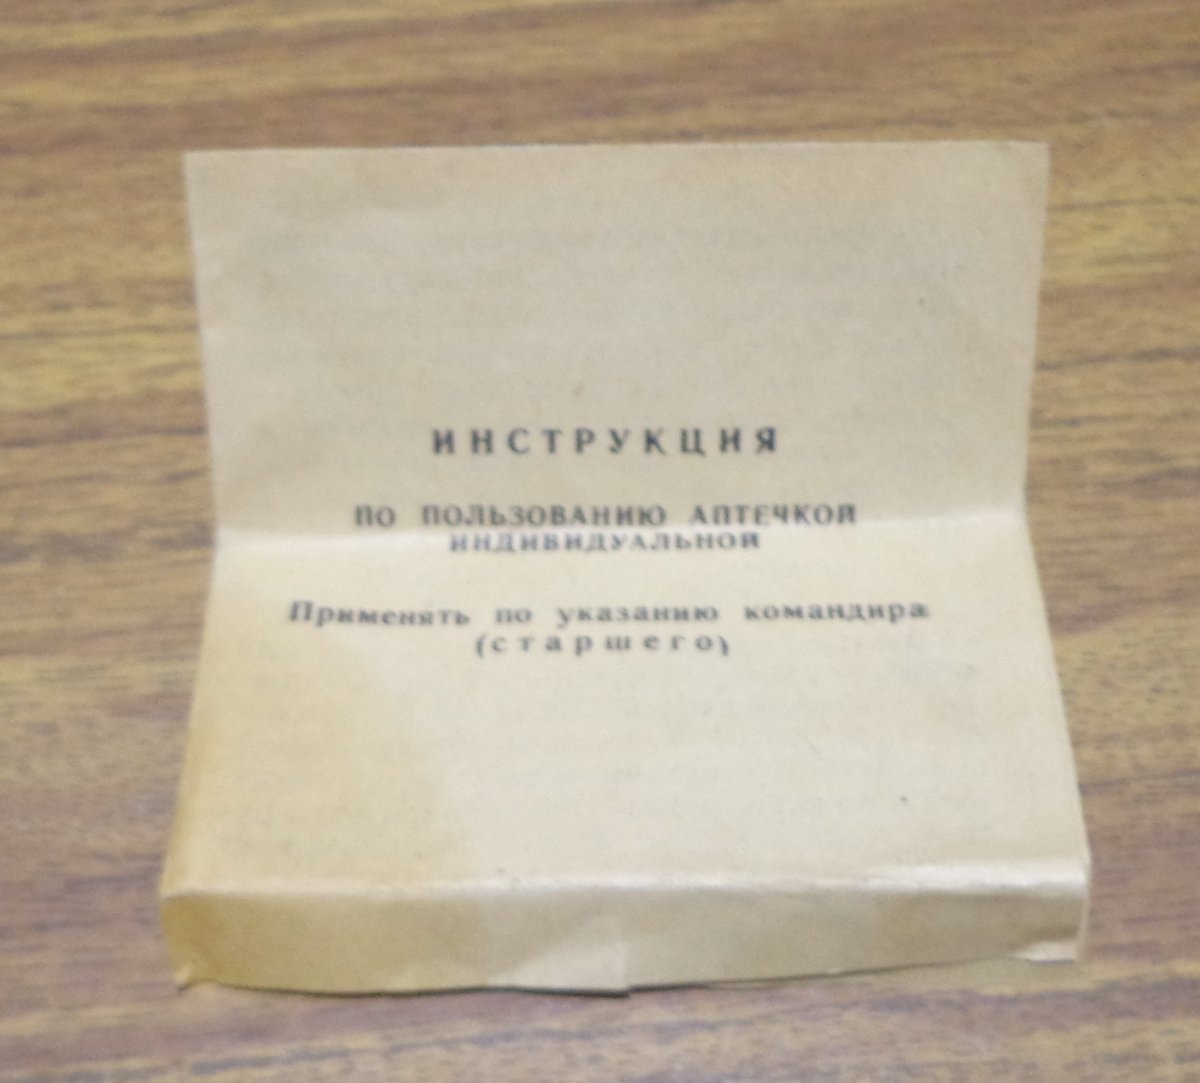 ИНСТРУКЦИЯ
ПО ПОЛЬЗОВАНИЮ АПТЕЧКОЙ
ИНДИВИДУАЛЬНОЙ
Применять по указанию командира
(старшего)